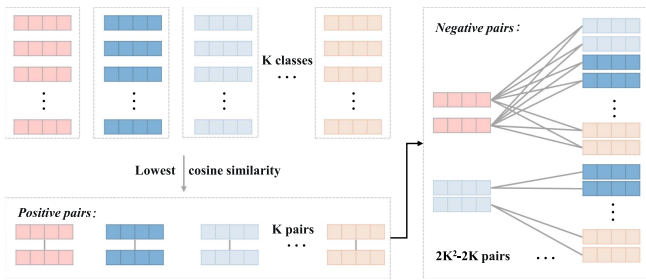 K classes
...
Lowest cosine similarity
Positive pairs:
K pairs
...
Negative pairs:
2K²-2K pairs ...